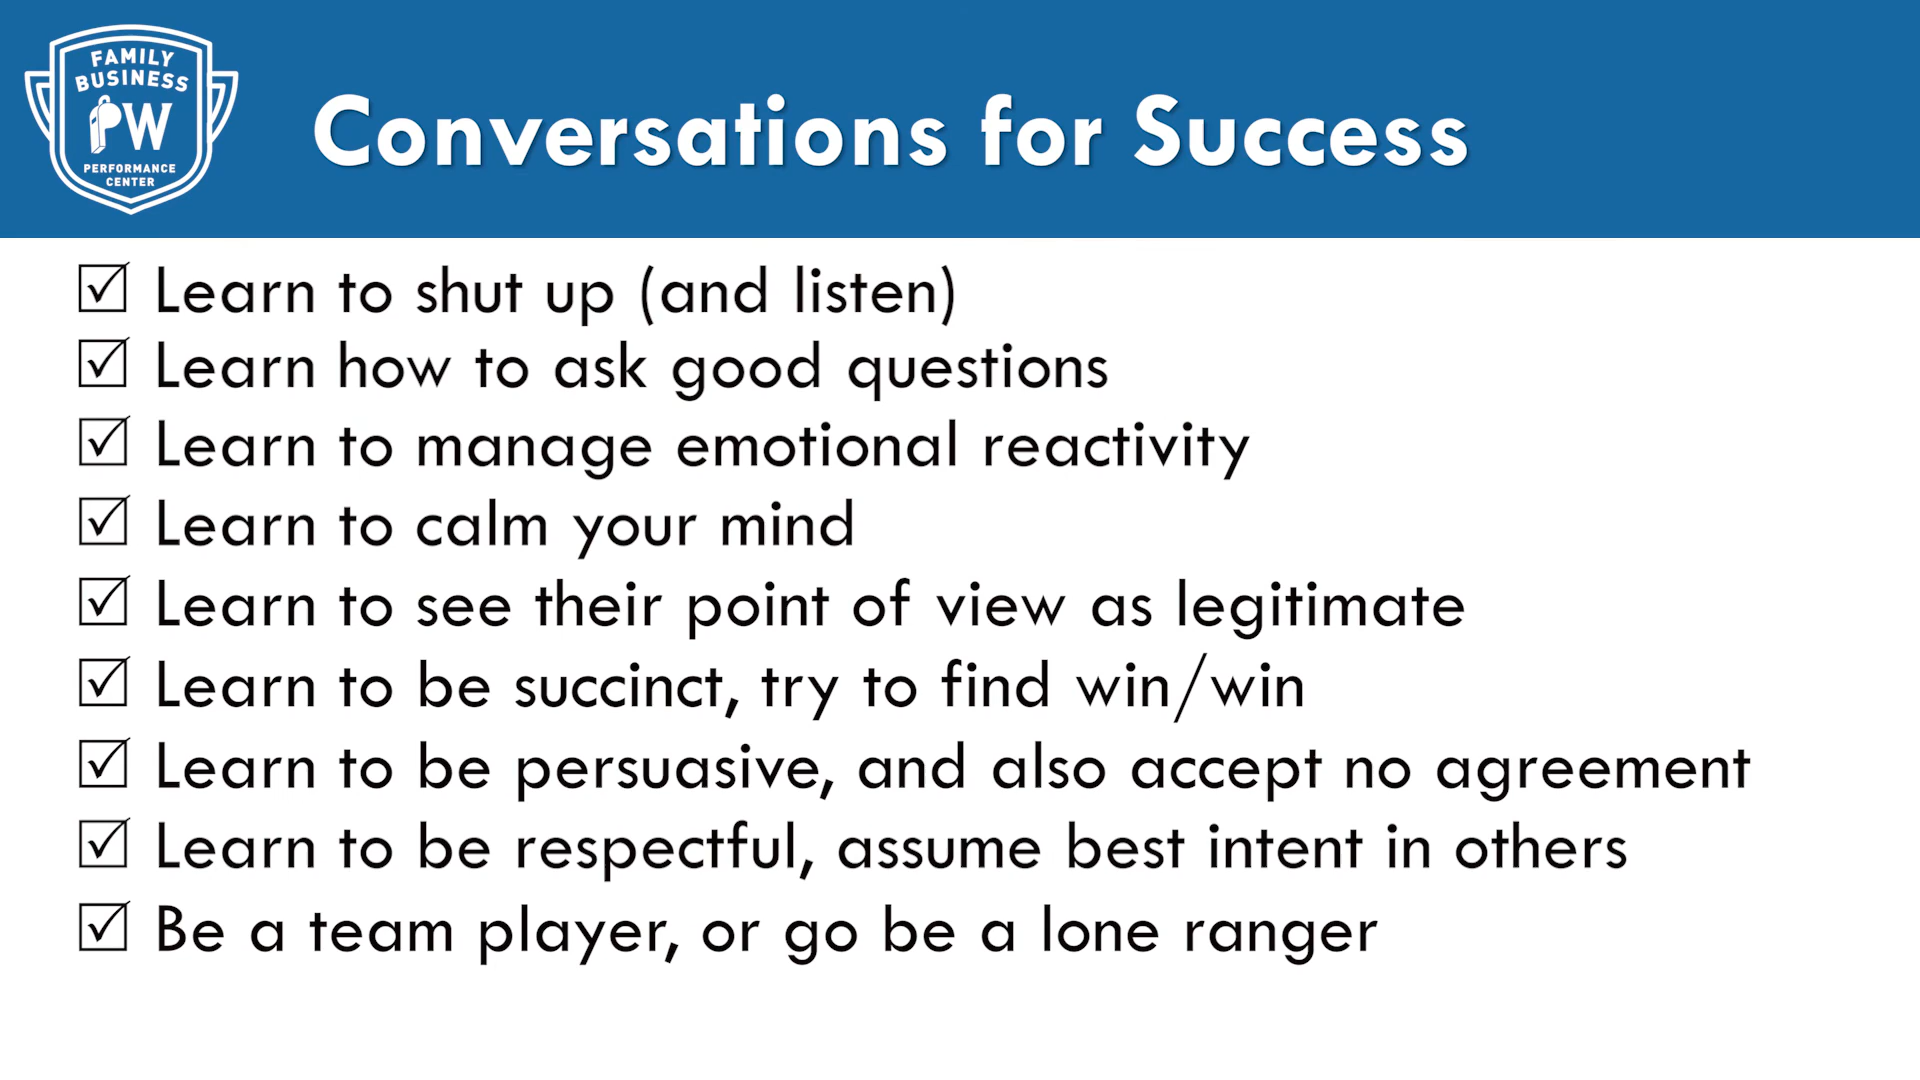 FAMILY
BUSINESS
PW
PERFORMANCE
CENTER
Conversations for Success
☑ Learn to shut up (and listen)
☑ Learn how to ask good questions
☑ Learn to manage emotional reactivity
☑ Learn to calm your mind
☑ Learn to see their point of view as legitimate
☑ Learn to be succinct, try to find win/win
☑ Learn to be persuasive, and also accept no agreement
☑ Learn to be respectful, assume best intent in others
☑ Be a team player, or go be a lone ranger